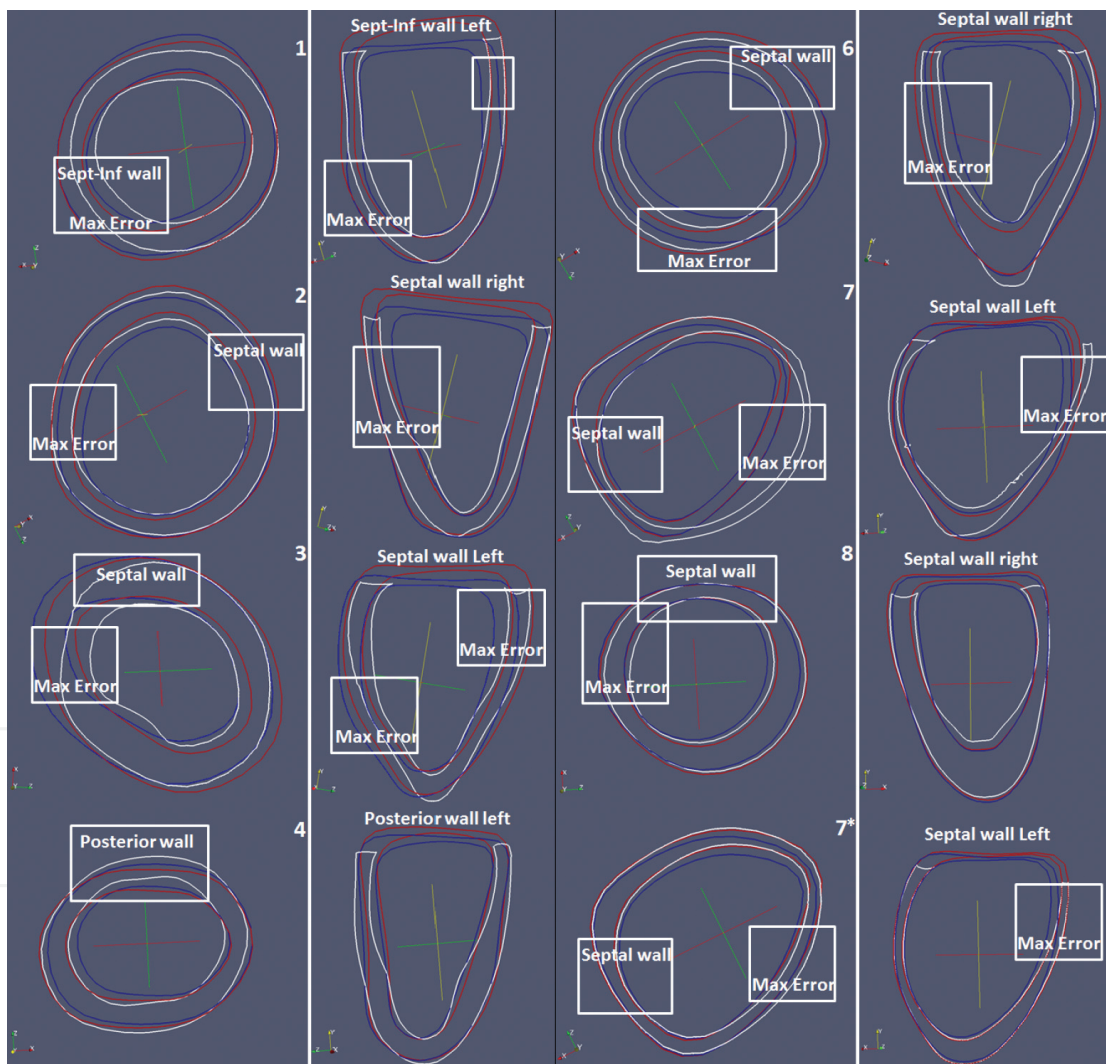 1
Sept-Inf wall
Max Error
Sept-Inf wall Left
Max Error
6
Septal wall
Max Error
Septal wall right
Max Error
2
Septal wall
Max Error
Septal wall right
Max Error
7
Septal wall
Max Error
Septal wall Left
Max Error
3
Septal wall
Max Error
Septal wall Left
Max Error
Max Error
8
Septal wall
Max Error
Septal wall right
4
Posterior wall
Posterior wall left
7*
Septal wall
Max Error
Septal wall Left
Max Error